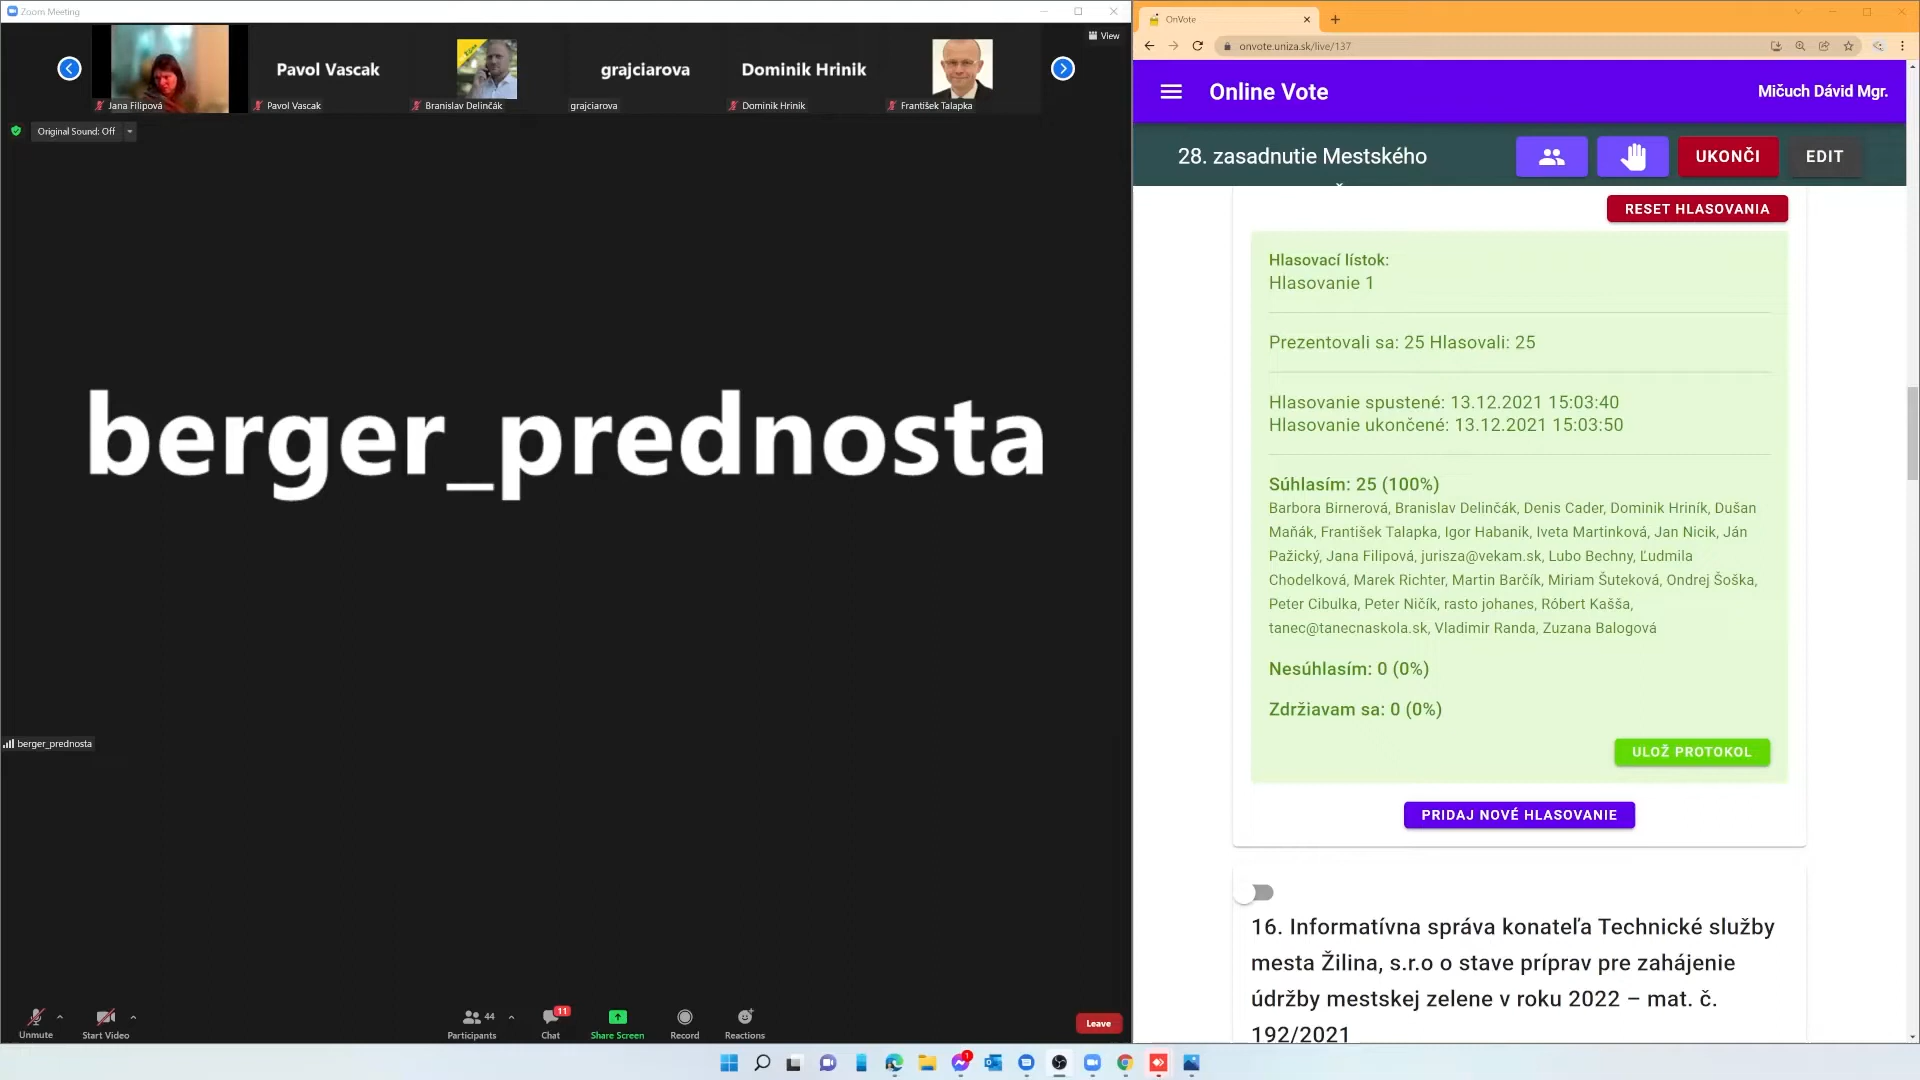 Zoom Meeting
View
Pavol Vascak
grajciarova
Dominik Hrinik
Jana Filipová
Pavol Vascak
Branislav Delinčák
grajciarova
Dominik Hrinik
František Talapka
Original Sound: Off
berger_prednosta
berger_prednosta
Unmute
Start Video
44
Participants
11
Chat
Share Screen
Record
Reactions
Leave
OnVote
onvote.uniza.sk/live/137
Online Vote
Mičuch Dávid Mgr.
28. zasadnutie Mestského
UKONČI
EDIT
RESET HLASOVANIA
Hlasovací lístok:
Hlasovanie 1
Prezentovali sa: 25 Hlasovali: 25
Hlasovanie spustené: 13.12.2021 15:03:40
Hlasovanie ukončené: 13.12.2021 15:03:50
Súhlasím: 25 (100%)
Barbora Birnerová, Branislav Delinčák, Denis Cader, Dominik Hriník, Dušan
Maňák, František Talapka, Igor Habanik, Iveta Martinková, Jan Nicik, Ján
Pažický, Jana Filipová, jurisza@vekam.sk, Lubo Bechny, Ľudmila
Chodelková, Marek Richter, Martin Barčík, Miriam Šuteková, Ondrej Šoška,
Peter Cibulka, Peter Ničík, rasto johanes, Róbert Kašša,
tanec@tanecnaskola.sk, Vladimir Randa, Zuzana Balogová
Nesúhlasím: 0 (0%)
Zdržiavam sa: 0 (0%)
ULOŽ PROTOKOL
PRIDAJ NOVÉ HLASOVANIE
16. Informatívna správa konateľa Technické služby
mesta Žilina, s.r.o o stave príprav pre zahájenie
údržby mestskej zelene v roku 2022 – mat. č.
192/2021
1